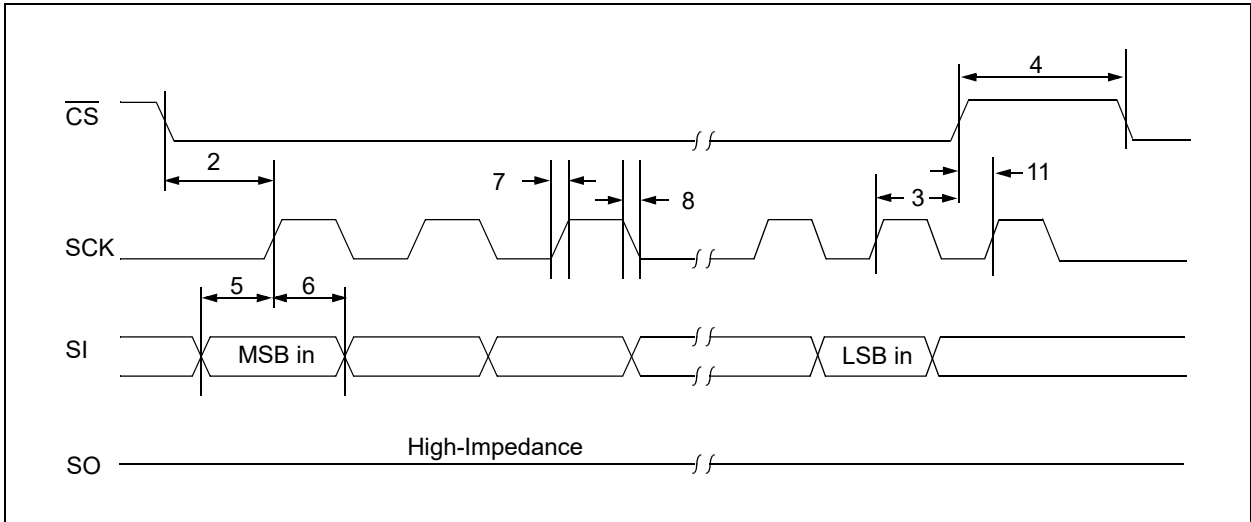 4
CS
2
7
8
3
11
SCK
5
6
SI
MSB in
LSB in
High-Impedance
SO